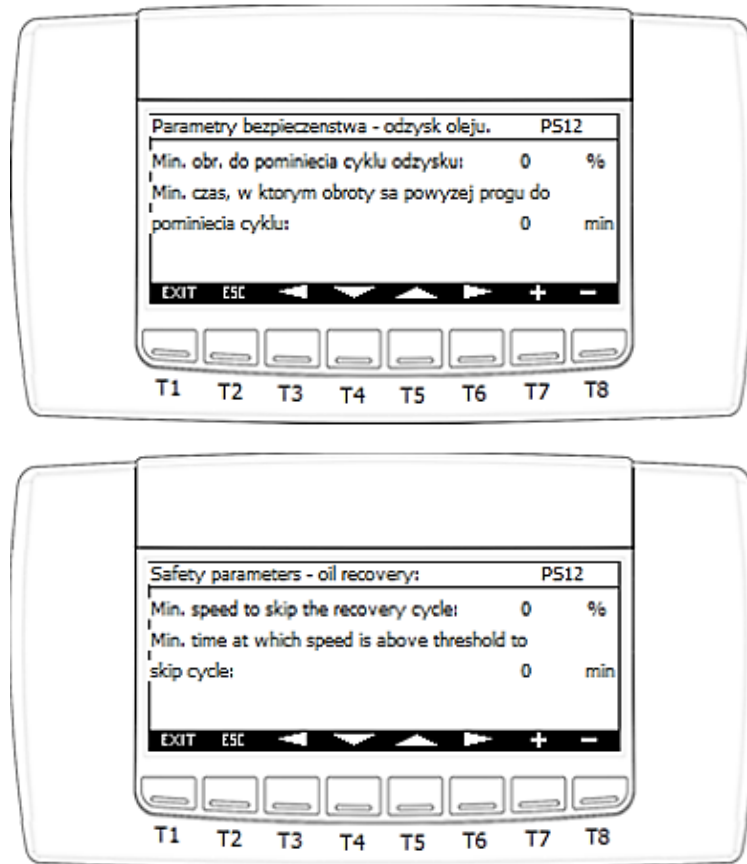 Parametry bezpieczenstwa - odzysk oleju. PS12
Min. obr. do pominiecia cyklu odzysku: 0 %
Min. czas, w ktorym obroty sa powyzej progu do
pominiecia cyklu: 0 min
EXIT ESC + -
T1 T2 T3 T4 T5 T6 T7 T8
Safety parameters - oil recovery: PS12
Min. speed to skip the recovery cycle: 0 %
Min. time at which speed is above threshold to
skip cycle: 0 min
EXIT ESC + -
T1 T2 T3 T4 T5 T6 T7 T8